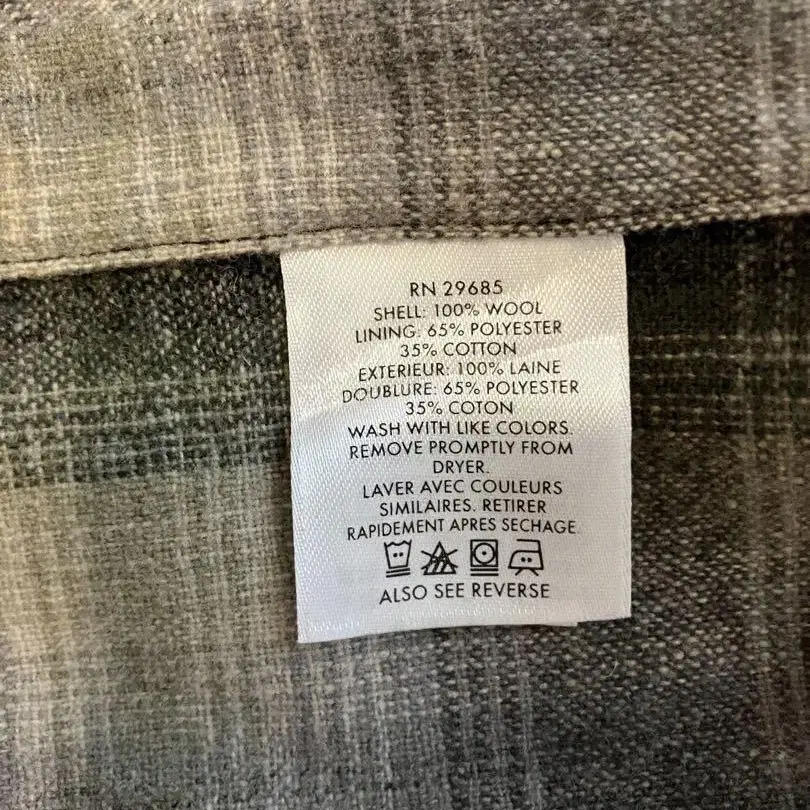 RN 29685
SHELL: 100% WOOL
LINING: 65% POLYESTER
35% COTTON
EXTERIEUR: 100% LAINE
DOUBLURE: 65% POLYESTER
35% COTON
WASH WITH LIKE COLORS.
REMOVE PROMPTLY FROM
DRYER.
LAVER AVEC COULEURS
SIMILAIRES. RETIRER
RAPIDEMENT APRES SECHAGE.
ALSO SEE REVERSE